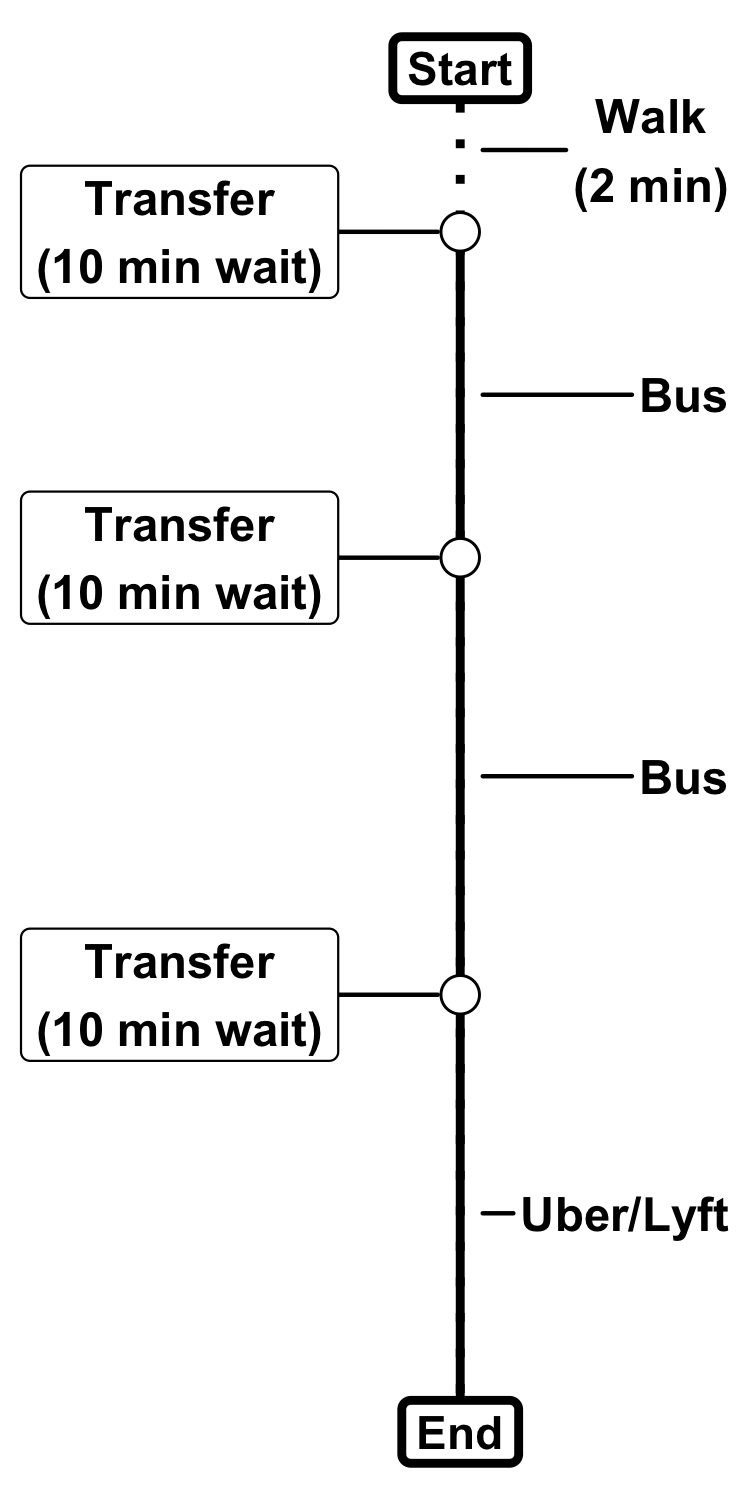 Start
Walk
(2 min)
Transfer
(10 min wait)
Bus
Transfer
(10 min wait)
Bus
Transfer
(10 min wait)
Uber/Lyft
End